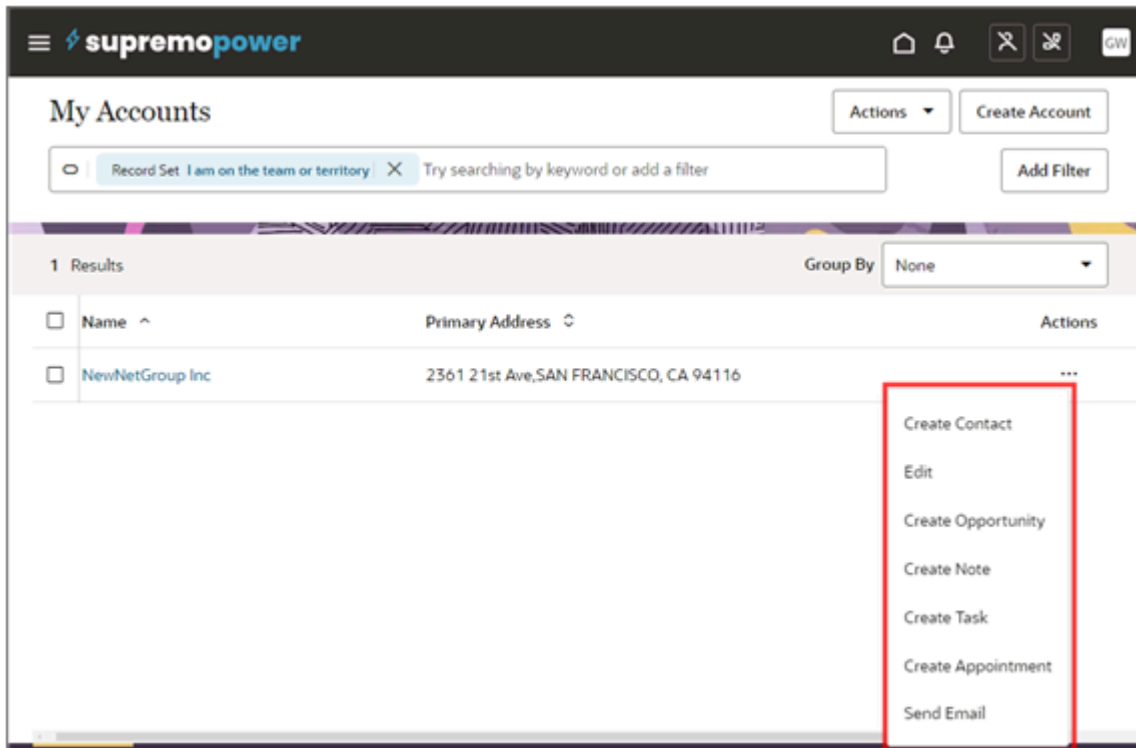 supremopower
GW
My Accounts
Actions
Create Account
Record Set I am on the team or territory
Try searching by keyword or add a filter
Add Filter
1 Results
Group By
None
Name
Primary Address
Actions
NewNetGroup Inc
2361 21st Ave,SAN FRANCISCO, CA 94116
...
Create Contact
Edit
Create Opportunity
Create Note
Create Task
Create Appointment
Send Email